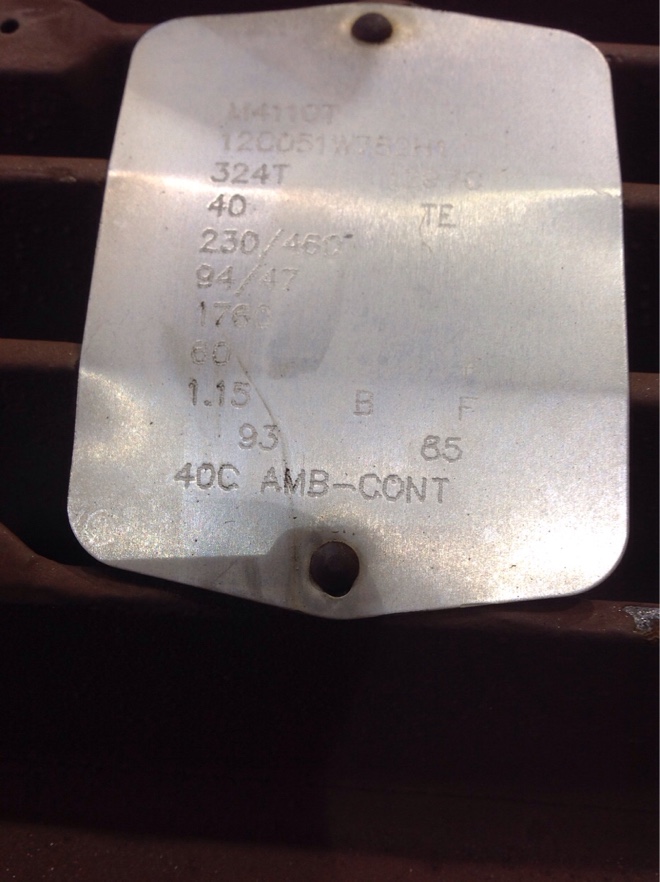 M4110T
324T
40 TE
230/460
94/47
60
1.15 B F
93 85
40C AMB-CONT